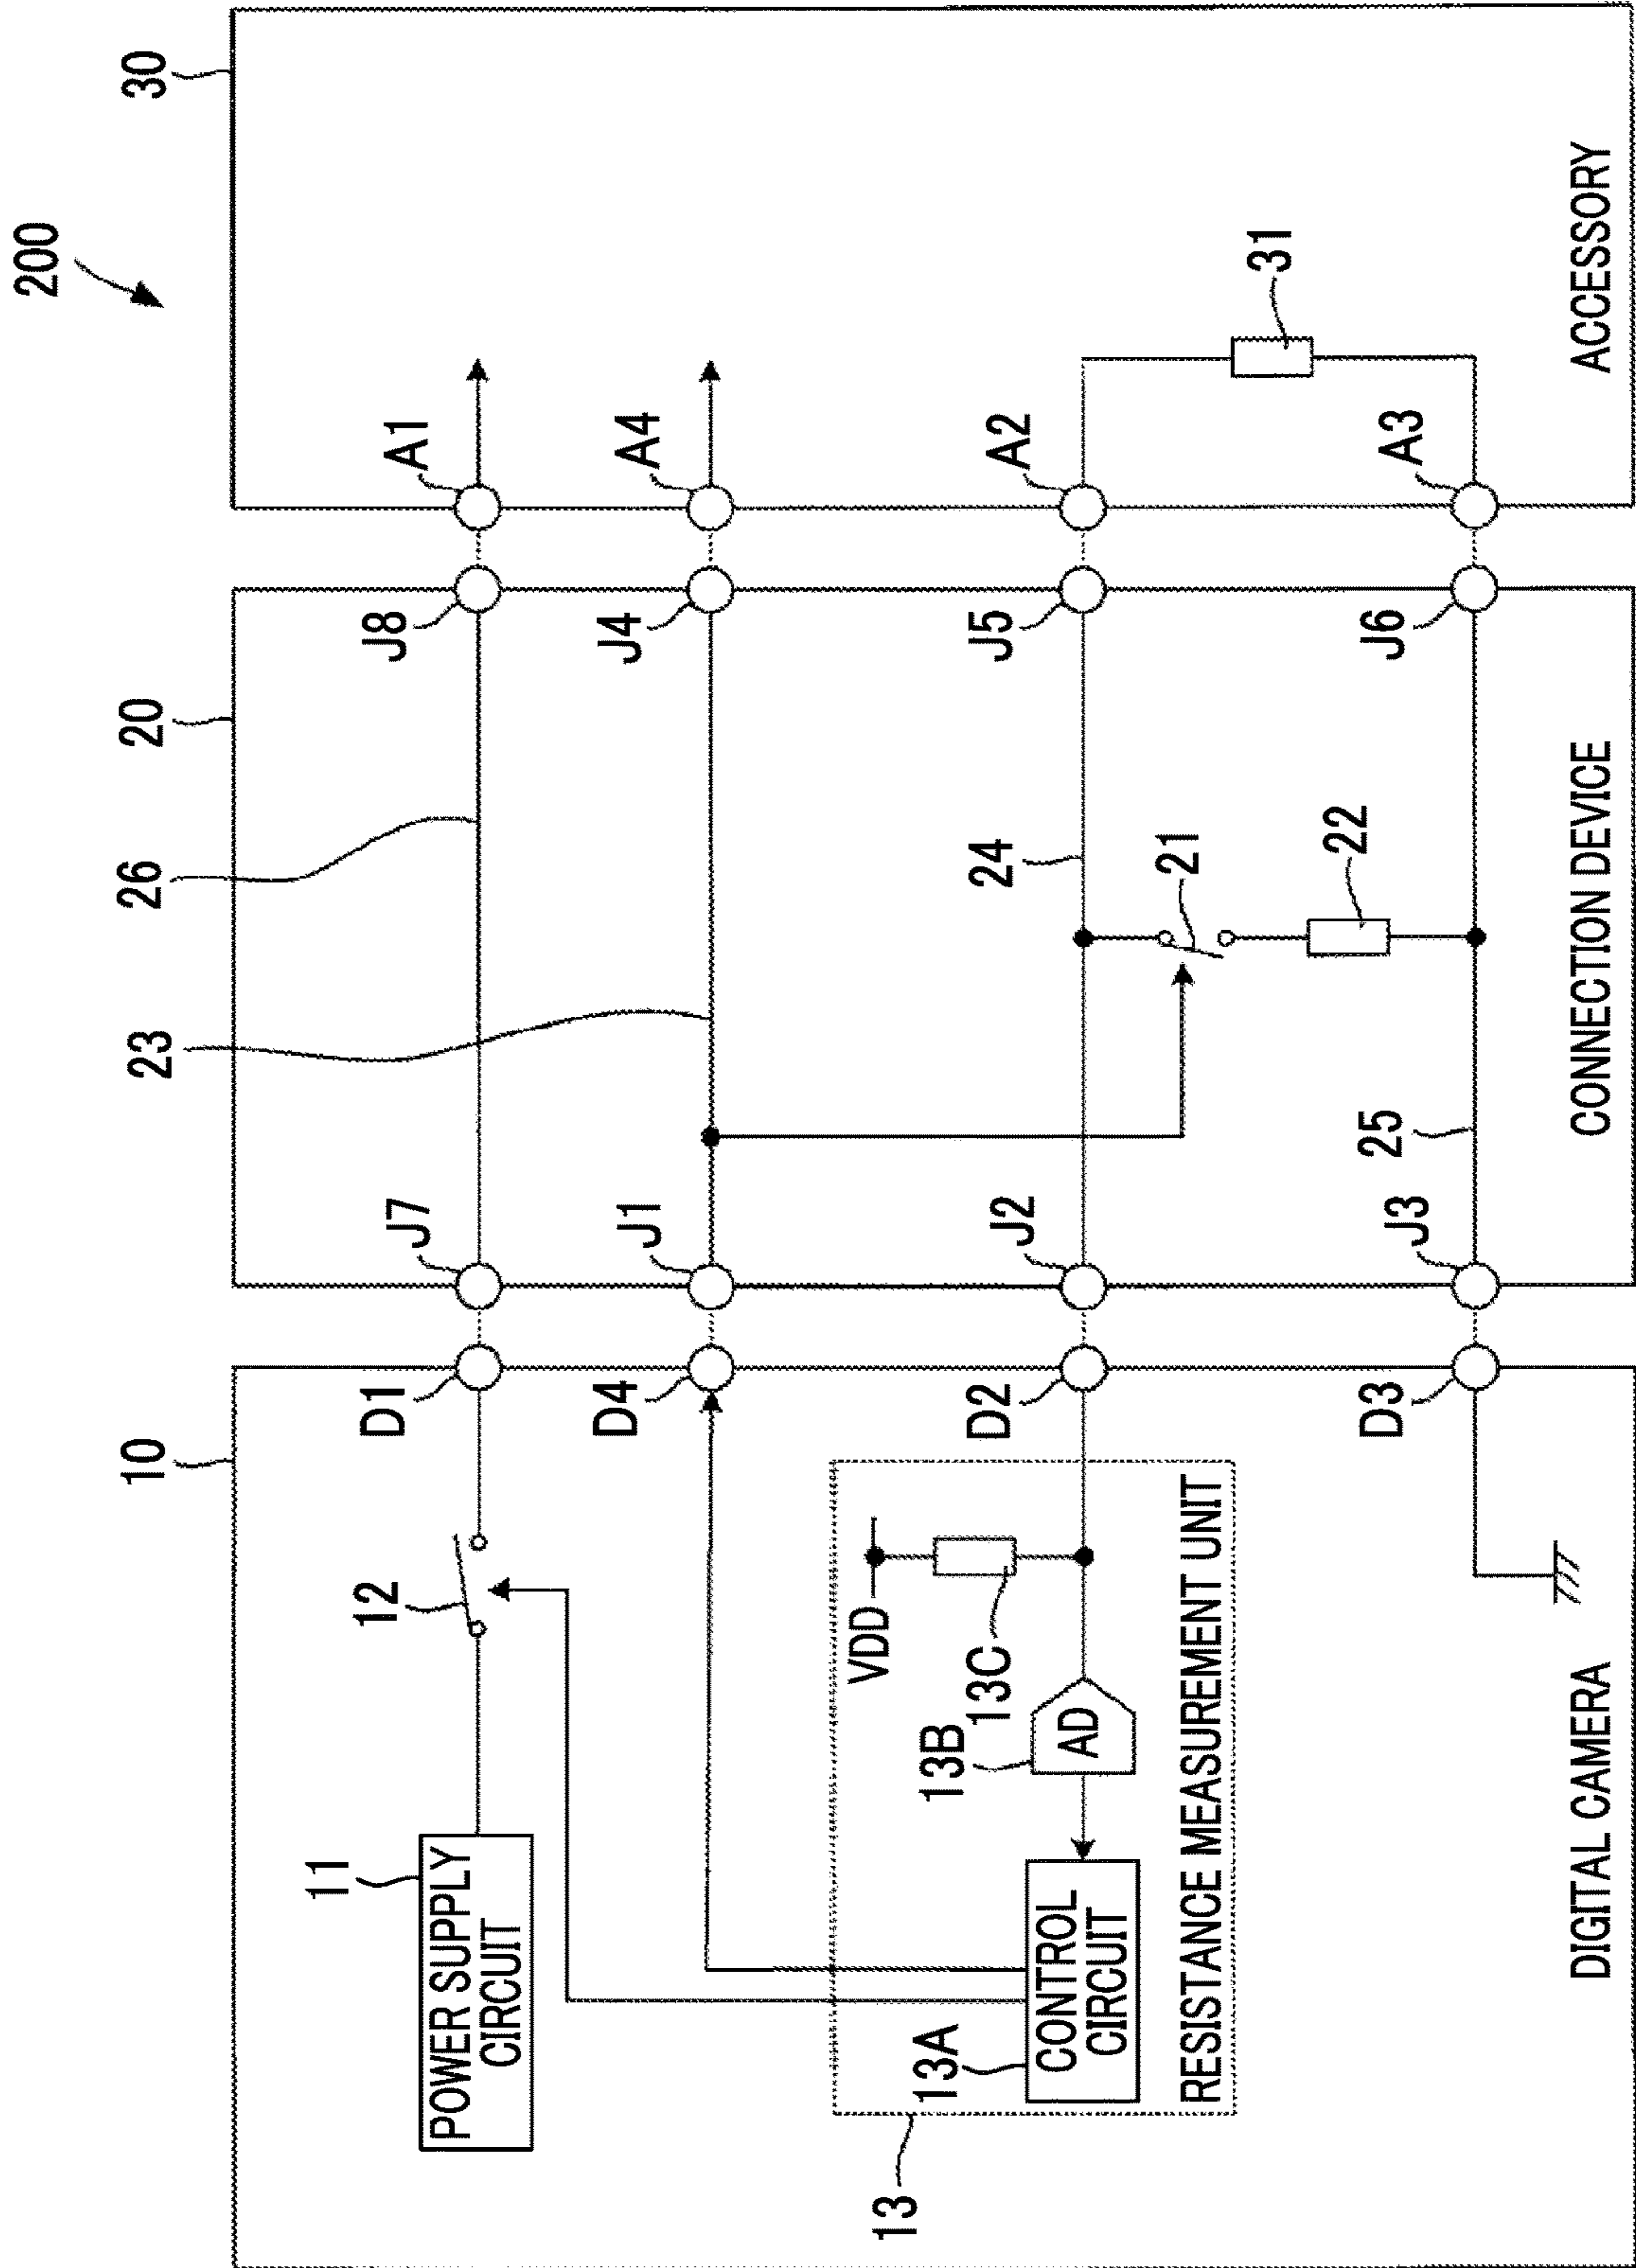 200
10
20
30
11
POWER SUPPLY
CIRCUIT
12
D1
J7
26
J8
A1
D4
J1
23
J4
A4
13
13A
CONTROL
CIRCUIT
13B
AD
VDD
13C
RESISTANCE MEASUREMENT UNIT
D2
J2
24
J5
A2
21
22
31
D3
J3
25
J6
A3
DIGITAL CAMERA
CONNECTION DEVICE
ACCESSORY